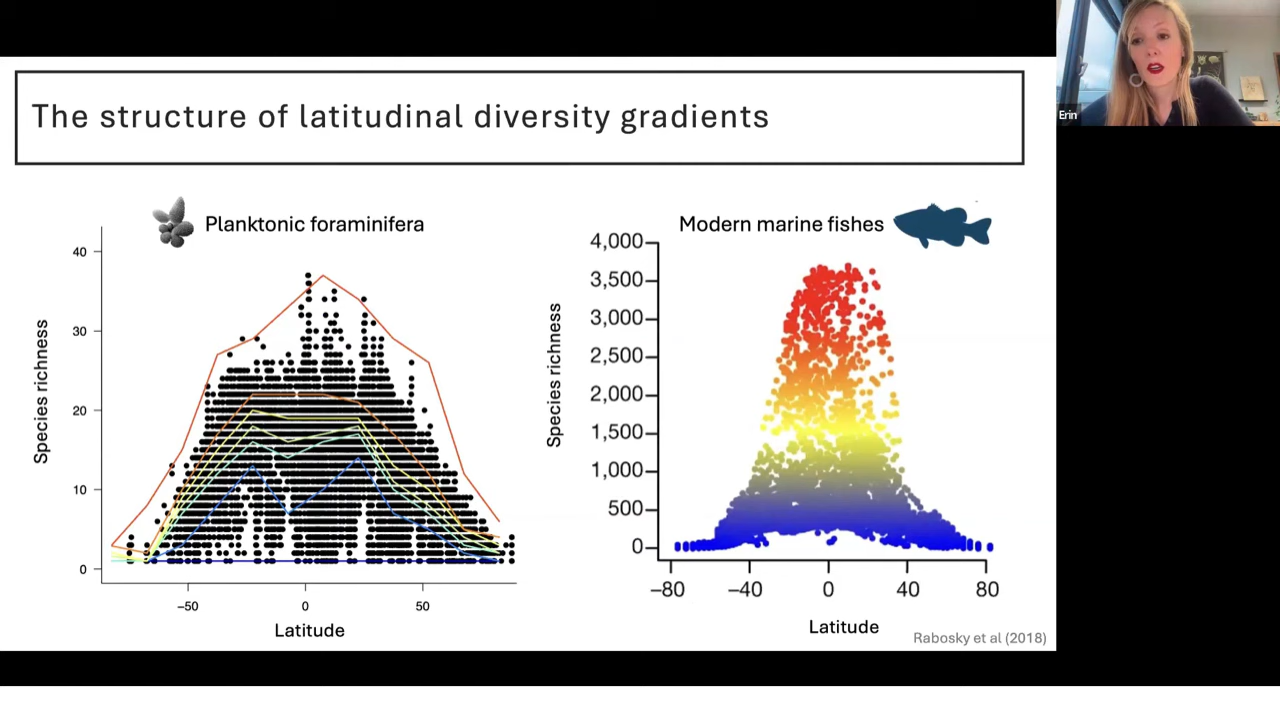 The structure of latitudinal diversity gradients
Erin
Planktonic foraminifera
Species richness
40
30
20
10
0
−50
0
50
Latitude
Modern marine fishes
Species richness
4,000
3,500
3,000
2,500
2,000
1,500
1,000
500
0
−80
−40
0
40
80
Latitude
Rabosky et al (2018)